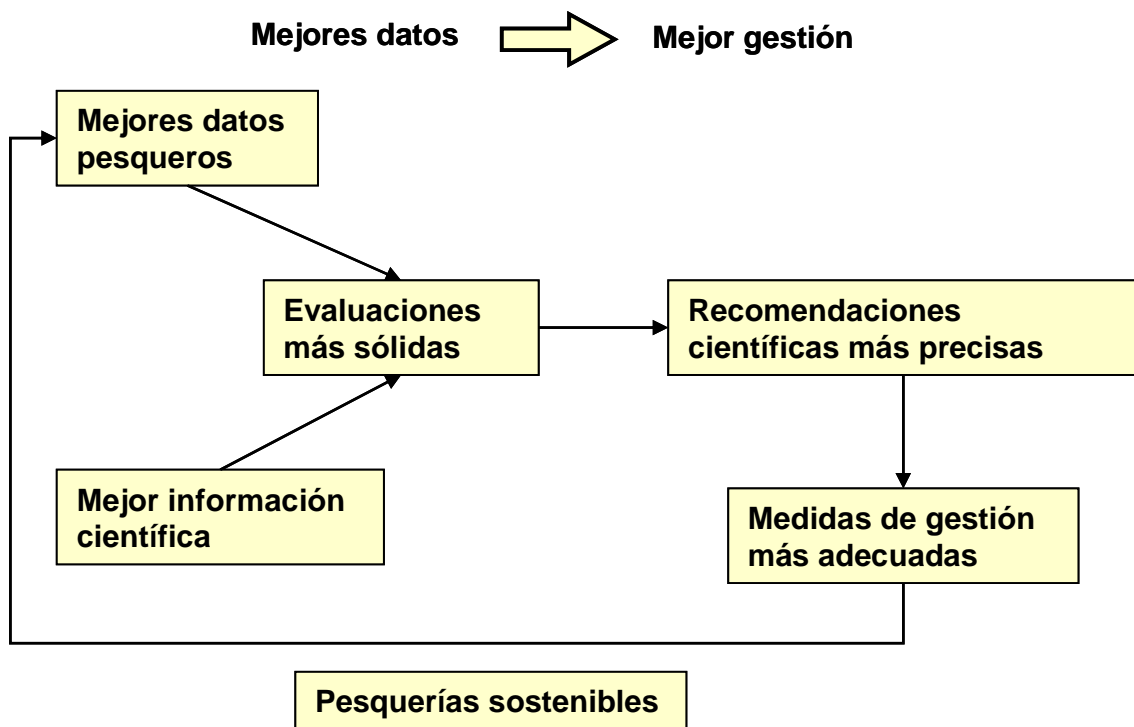 Mejores datos
Mejor gestión
Mejores datos
pesqueros
Evaluaciones
más sólidas
Recomendaciones
científicas más precisas
Mejor información
científica
Medidas de gestión
más adecuadas
Pesquerías sostenibles